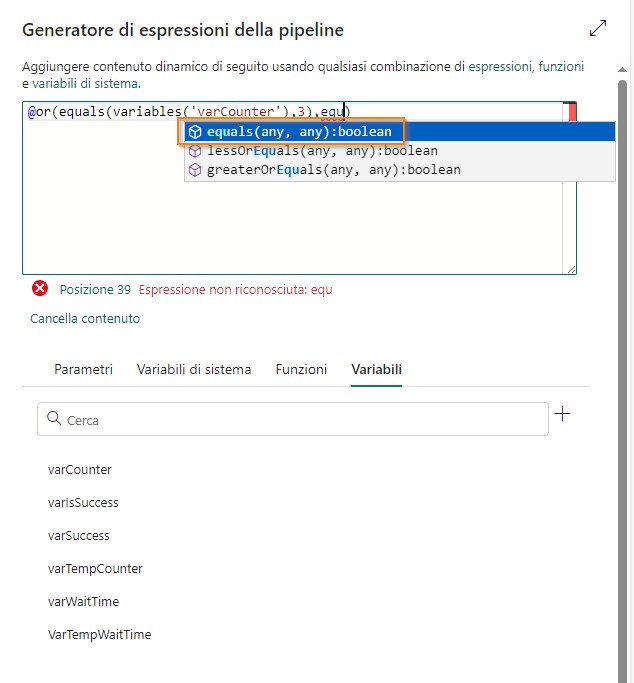 Generatore di espressioni della pipeline
Aggiungere contenuto dinamico di seguito usando qualsiasi combinazione di espressioni, funzioni
e variabili di sistema.
@or(equals(variables('varCounter'),3),equ)
equals(any, any):boolean
lessOrEquals(any, any):boolean
greaterOrEquals(any, any):boolean
Posizione 39 Espressione non riconosciuta: equ
Cancella contenuto
Parametri Variabili di sistema Funzioni Variabili
Cerca
varCounter
varIsSuccess
varSuccess
varTempCounter
varWaitTime
VarTempWaitTime